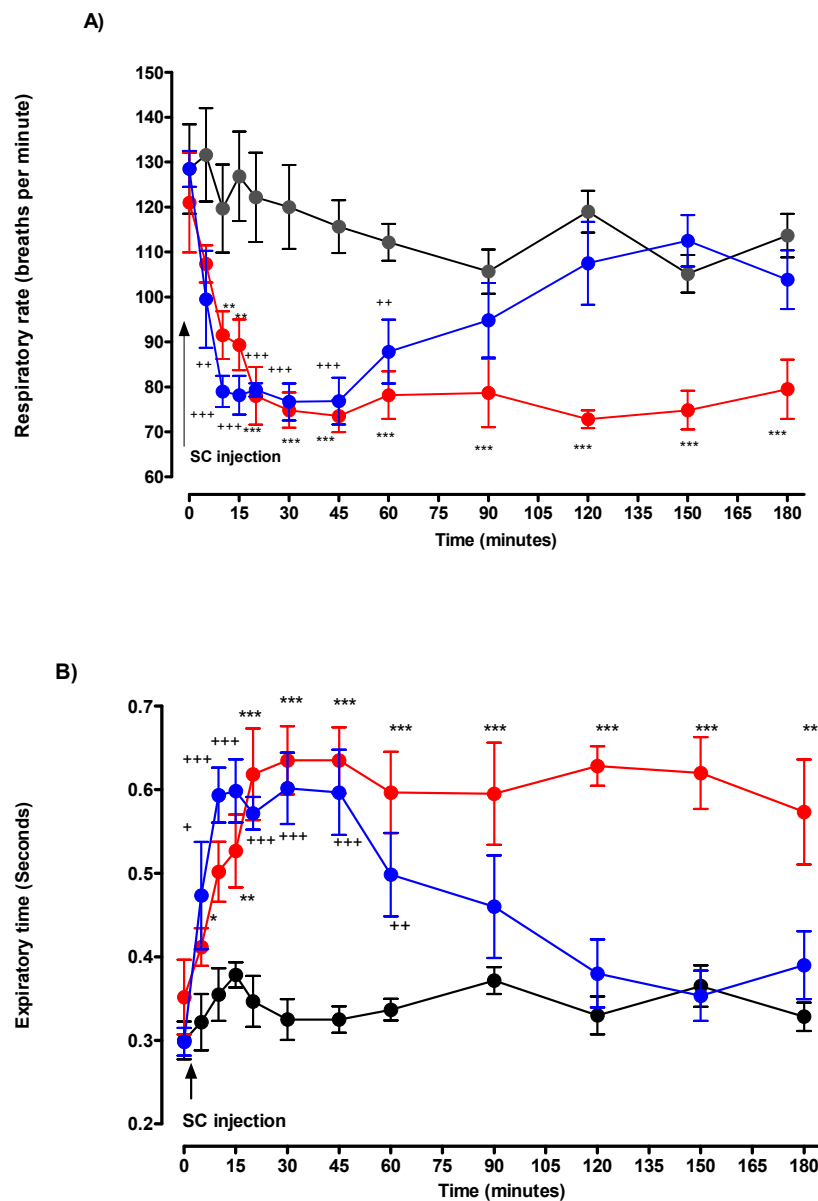 A)
Respiratory rate (breaths per minute)
150
140
130
120
110
100
90
80
70
60
** **
++ +++ +++ +++ ++
+++ +++ *** *** *** *** *** *** *** ***
SC injection
0 15 30 45 60 75 90 105 120 135 150 165 180
Time (minutes)
B)
Expiratory time (Seconds)
0.7
0.6
0.5
0.4
0.3
0.2
*** *** *** *** *** *** *** **
+++ +++
+ +++ +++ +++
* ** ++
SC injection
0 15 30 45 60 75 90 105 120 135 150 165 180
Time (minutes)